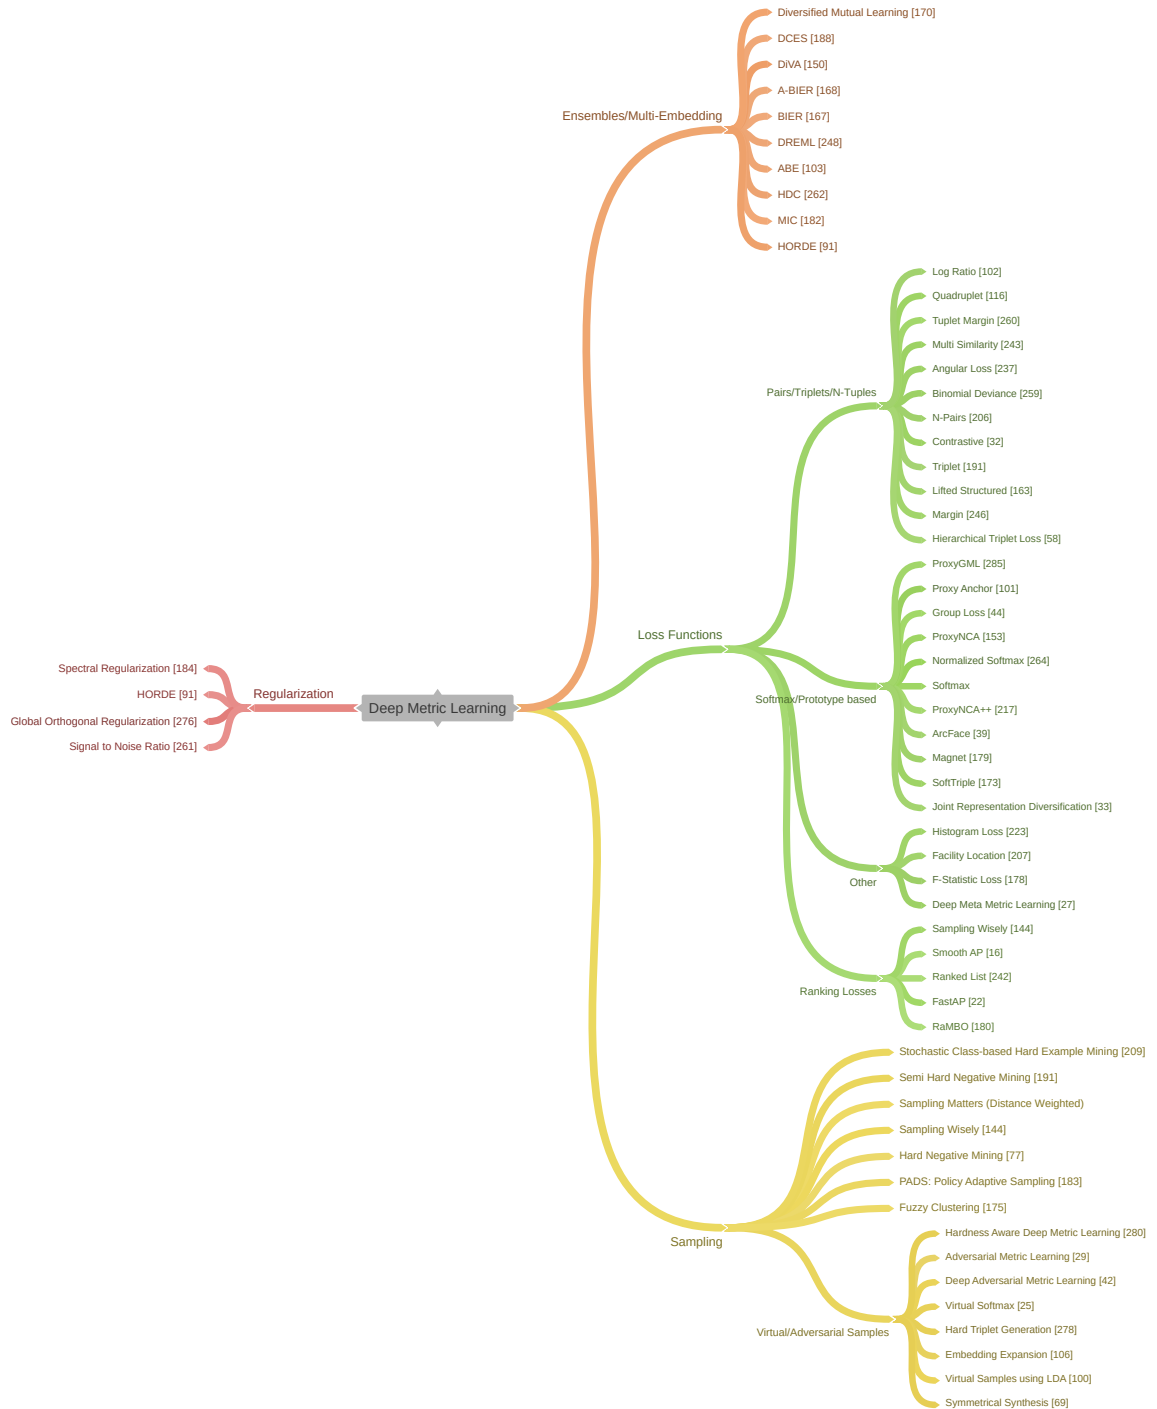 Diversified Mutual Learning [170]
DCES [188]
DiVA [150]
A-BIER [168]
Ensembles/Multi-Embedding
BIER [167]
DREML [248]
ABE [103]
HDC [262]
MIC [182]
HORDE [91]
Log Ratio [102]
Quadruplet [116]
Tuplet Margin [260]
Multi Similarity [243]
Angular Loss [237]
Pairs/Triplets/N-Tuples
Binomial Deviance [259]
N-Pairs [206]
Contrastive [32]
Triplet [191]
Lifted Structured [163]
Margin [246]
Hierarchical Triplet Loss [58]
ProxyGML [285]
Proxy Anchor [101]
Group Loss [44]
Loss Functions
ProxyNCA [153]
Normalized Softmax [264]
Softmax
Softmax/Prototype based
ProxyNCA++ [217]
ArcFace [39]
Magnet [179]
SoftTriple [173]
Joint Representation Diversification [33]
Spectral Regularization [184]
HORDE [91]
Regularization
Global Orthogonal Regularization [276]
Signal to Noise Ratio [261]
Deep Metric Learning
Histogram Loss [223]
Facility Location [207]
Other
F-Statistic Loss [178]
Deep Meta Metric Learning [27]
Sampling Wisely [144]
Smooth AP [16]
Ranked List [242]
Ranking Losses
FastAP [22]
RaMBO [180]
Stochastic Class-based Hard Example Mining [209]
Semi Hard Negative Mining [191]
Sampling Matters (Distance Weighted)
Sampling Wisely [144]
Hard Negative Mining [77]
PADS: Policy Adaptive Sampling [183]
Fuzzy Clustering [175]
Sampling
Hardness Aware Deep Metric Learning [280]
Adversarial Metric Learning [29]
Deep Adversarial Metric Learning [42]
Virtual Softmax [25]
Virtual/Adversarial Samples
Hard Triplet Generation [278]
Embedding Expansion [106]
Virtual Samples using LDA [100]
Symmetrical Synthesis [69]